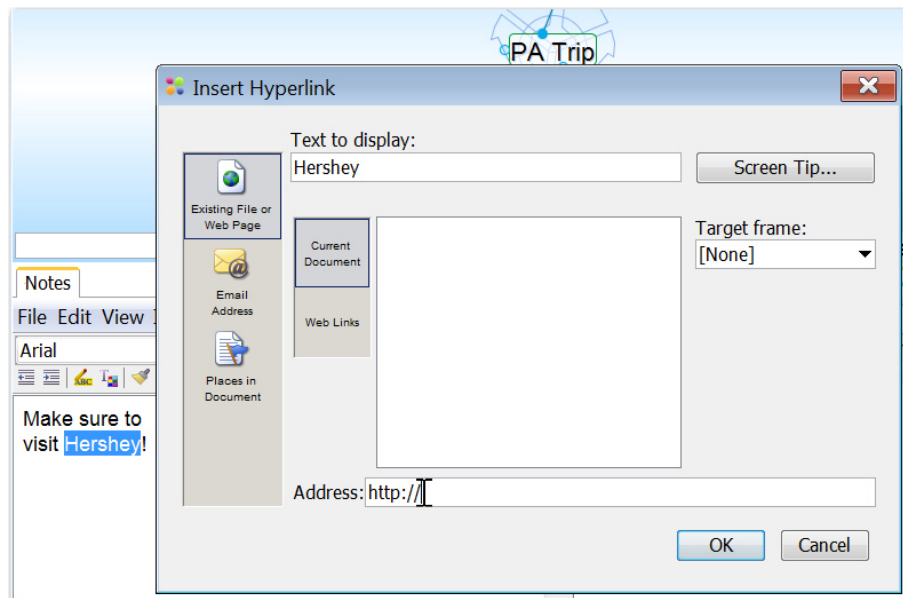 PA Trip
Insert Hyperlink
Text to display:
Hershey
Screen Tip...
Existing File or
Web Page
Email
Address
Places in
Document
Current
Document
Web Links
Target frame:
[None]
Address: http://
OK
Cancel
Notes
File Edit View
Arial
ABC
T
Make sure to
visit Hershey!